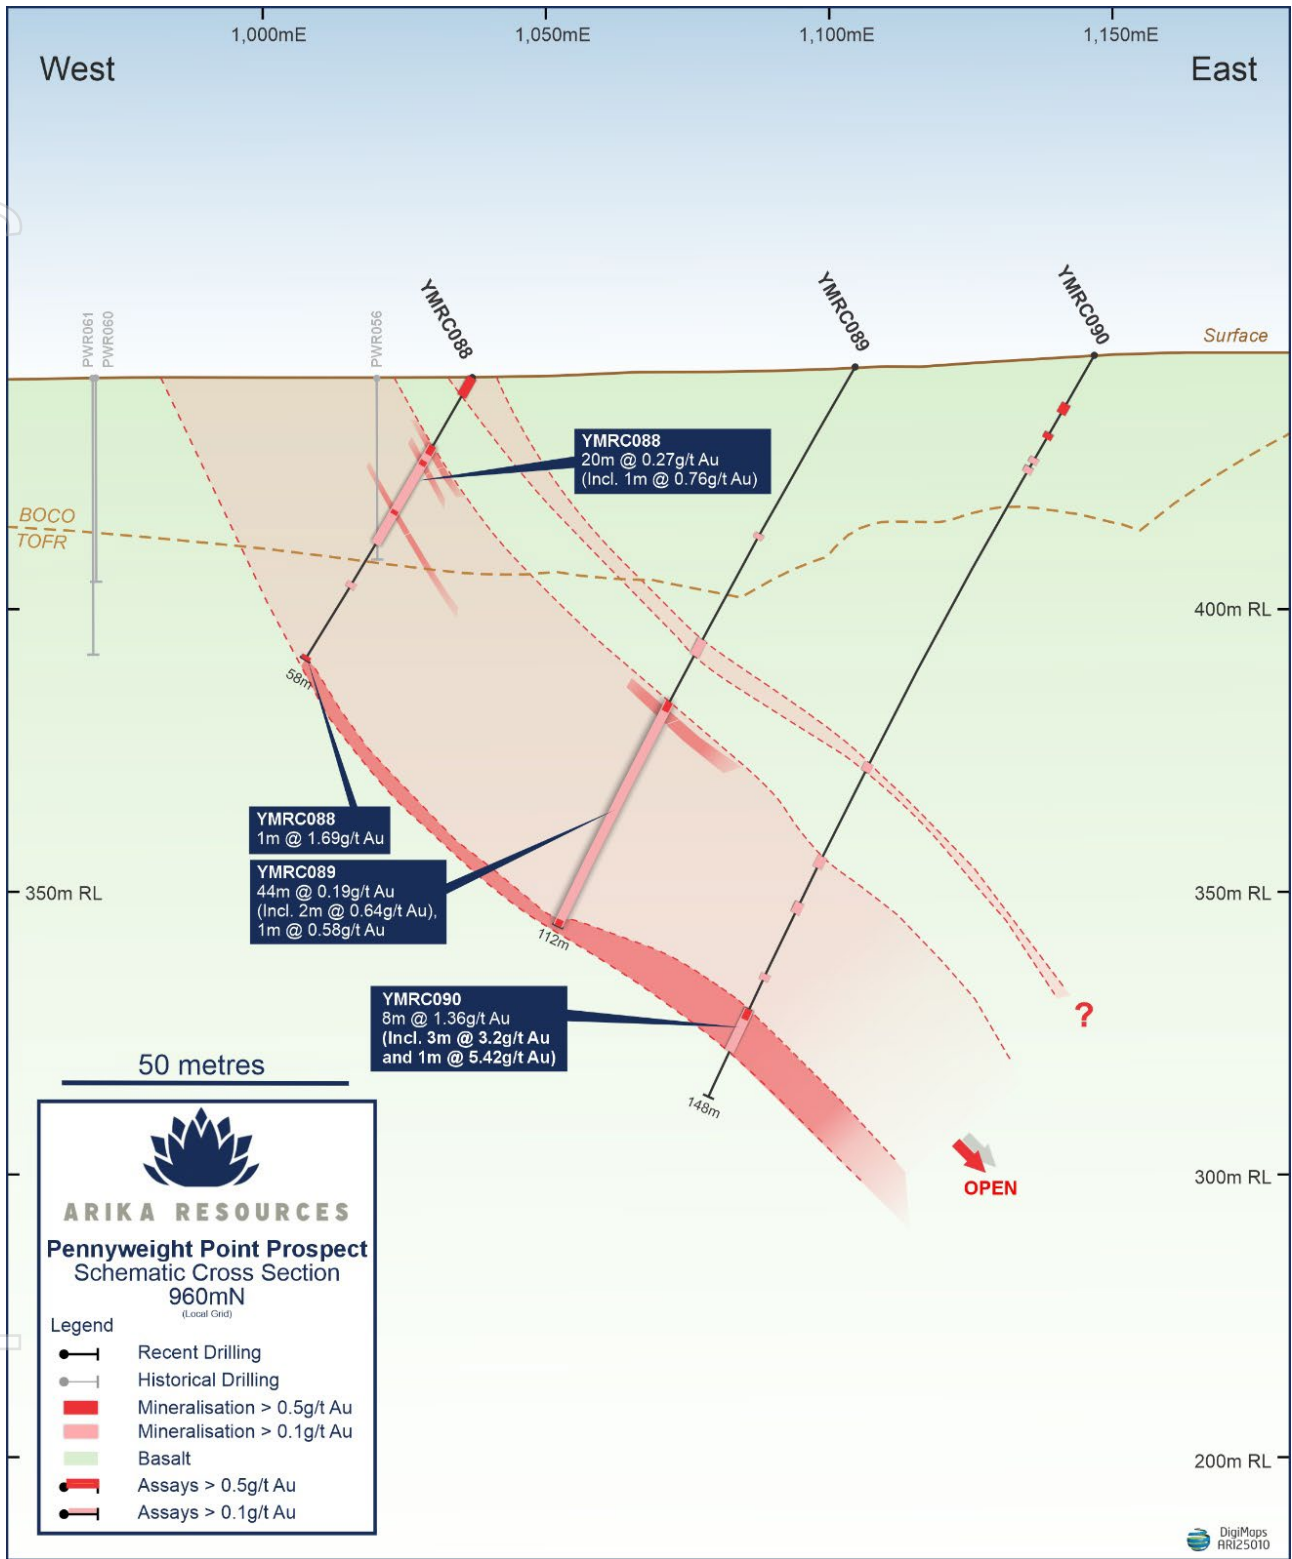 1,000mE
1,050mE
1,100mE
1,150mE
West
East
PWR061
PWR060
PWR056
YMRC088
YMRC089
YMRC090
Surface
YMRC088
20m @ 0.27g/t Au
(Incl. 1m @ 0.76g/t Au)
BOCO
TOFR
400m RL
58m
YMRC088
1m @ 1.69g/t Au
YMRC089
44m @ 0.19g/t Au
(Incl. 2m @ 0.64g/t Au),
1m @ 0.58g/t Au
350m RL
350m RL
112m
YMRC090
8m @ 1.36g/t Au
(Incl. 3m @ 3.2g/t Au
and 1m @ 5.42g/t Au)
?
148m
OPEN
300m RL
200m RL
50 metres
ARIKA RESOURCES
Pennyweight Point Prospect
Schematic Cross Section
960mN
(Local Grid)
Legend
Recent Drilling
Historical Drilling
Mineralisation > 0.5g/t Au
Mineralisation > 0.1g/t Au
Basalt
Assays > 0.5g/t Au
Assays > 0.1g/t Au
DigiMaps
ARI25010